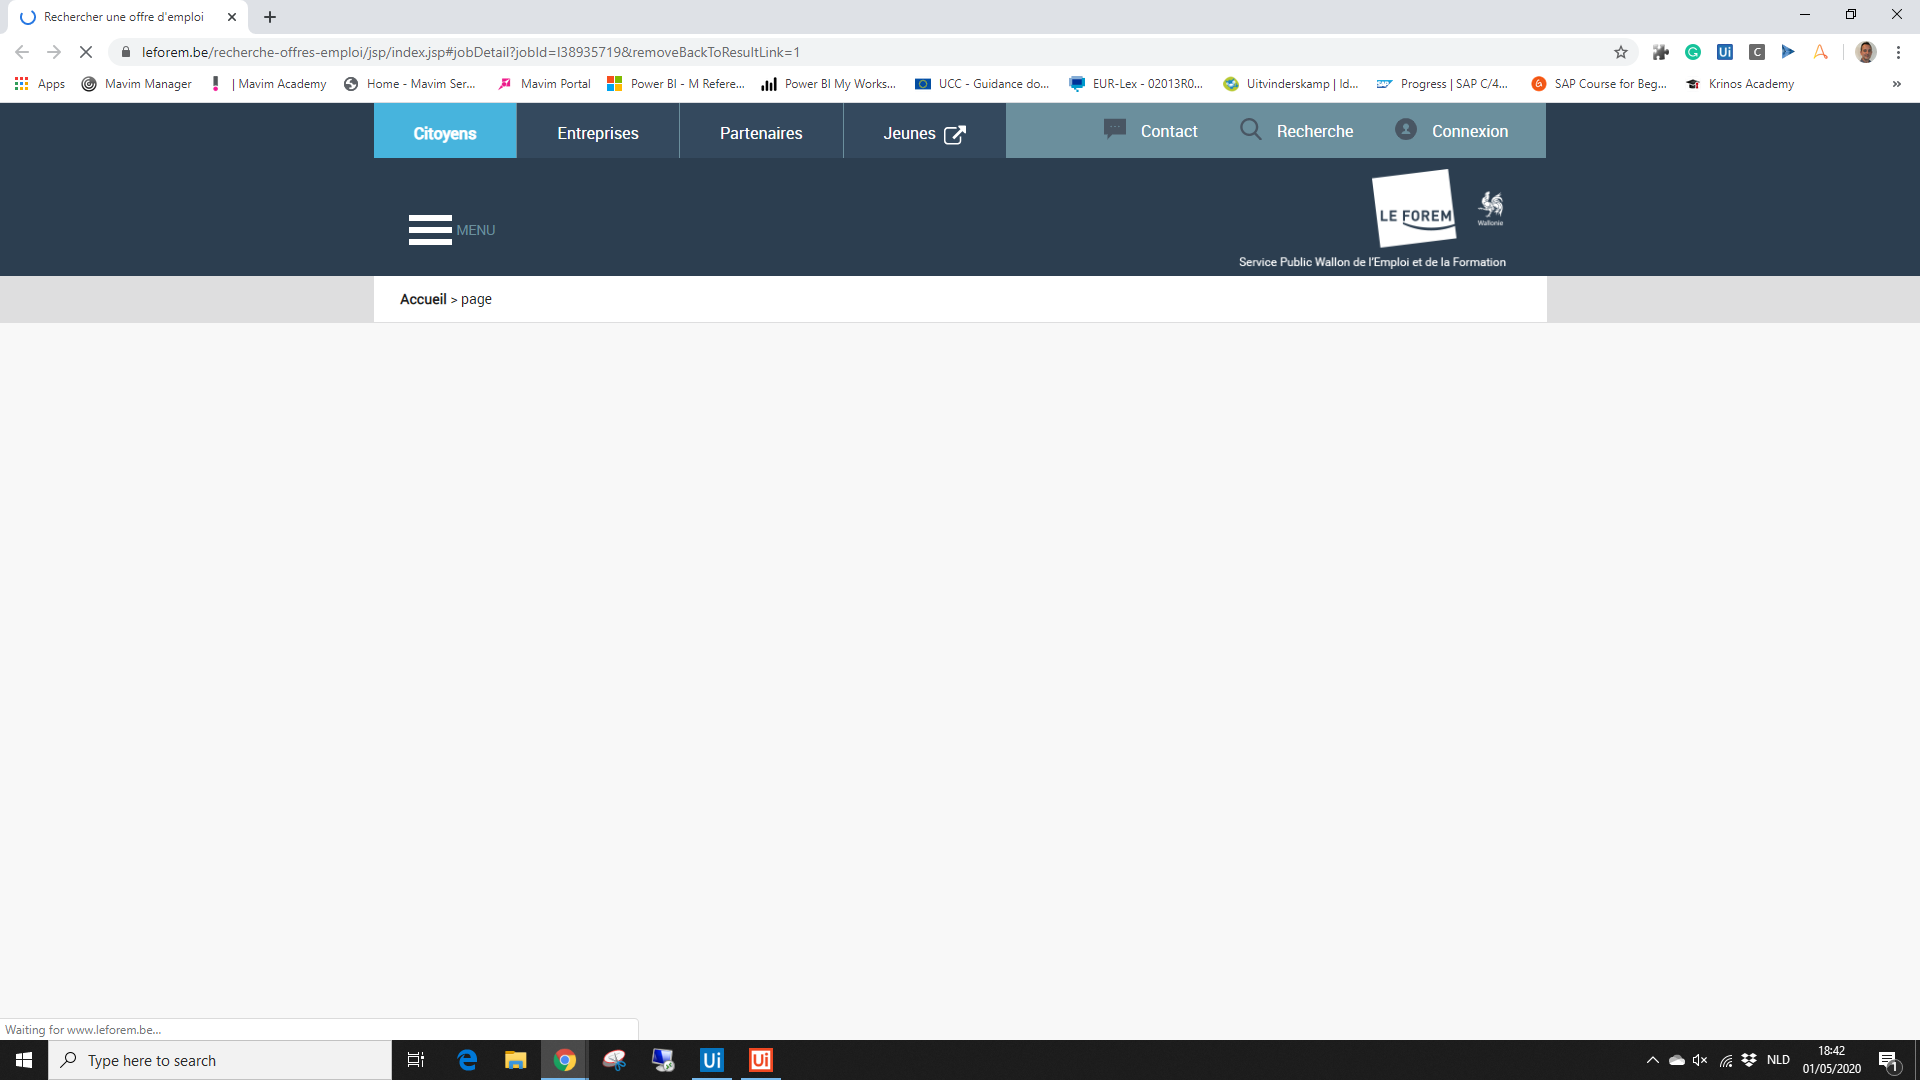 Rechercher une offre d'emploi
leforem.be/recherche-offres-emploi/jsp/index.jsp#jobDetail?jobId=I38935719&removeBackToResultLink=1
Apps Mavim Manager | Mavim Academy Home - Mavim Ser... Mavim Portal Power BI - M Refere... Power BI My Works... UCC - Guidance do... EUR-Lex - 02013R0... Uitvinderskamp | Id... Progress | SAP C/4... SAP Course for Beg... Krinos Academy »
Citoyens Entreprises Partenaires Jeunes Contact Recherche Connexion
MENU
LE FOREM
Wallonie
Service Public Wallon de l'Emploi et de la Formation
Accueil > page
Waiting for www.leforem.be...
Type here to search
Ui Ui
NLD
18:42
01/05/2020
1